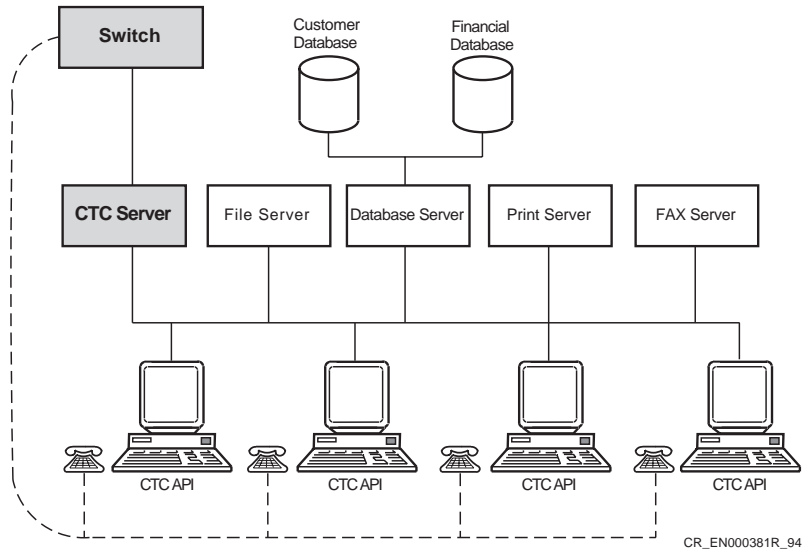 Switch
Customer
Database
Financial
Database
CTC Server
File Server
Database Server
Print Server
FAX Server
CTC API
CTC API
CTC API
CTC API
CR_EN000381R_94